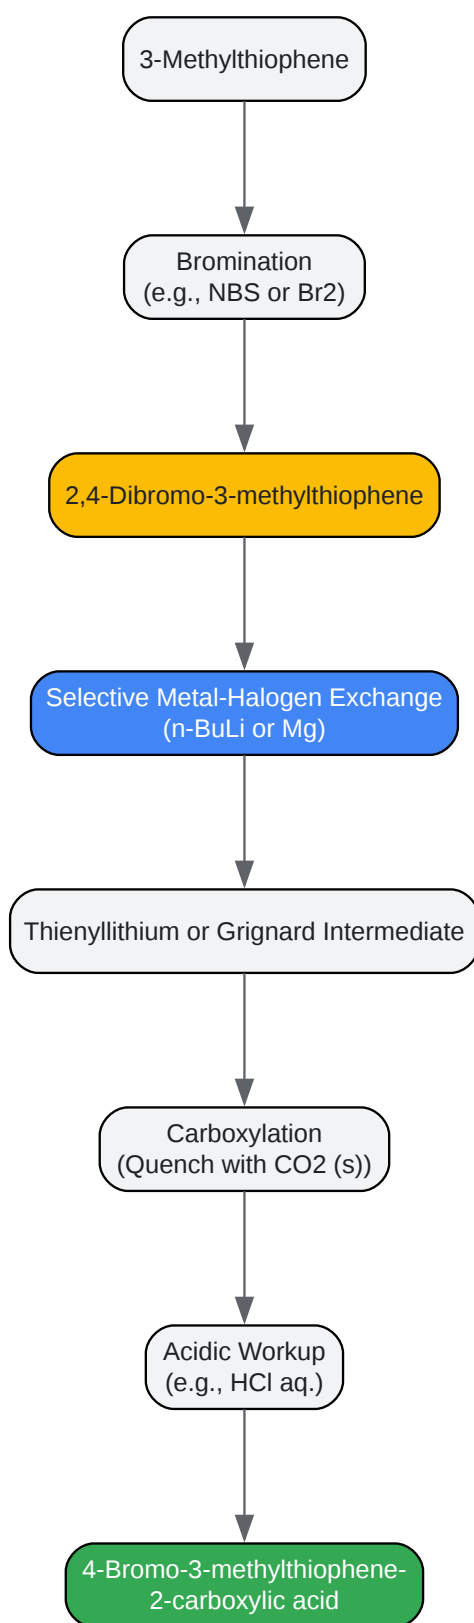 3-Methylthiophene
Bromination
(e.g., NBS or Br2)
2,4-Dibromo-3-methylthiophene
Selective Metal-Halogen Exchange
(n-BuLi or Mg)
Thienyllithium or Grignard Intermediate
Carboxylation
(Quench with CO2 (s))
Acidic Workup
(e.g., HCl aq.)
4-Bromo-3-methylthiophene-
2-carboxylic acid